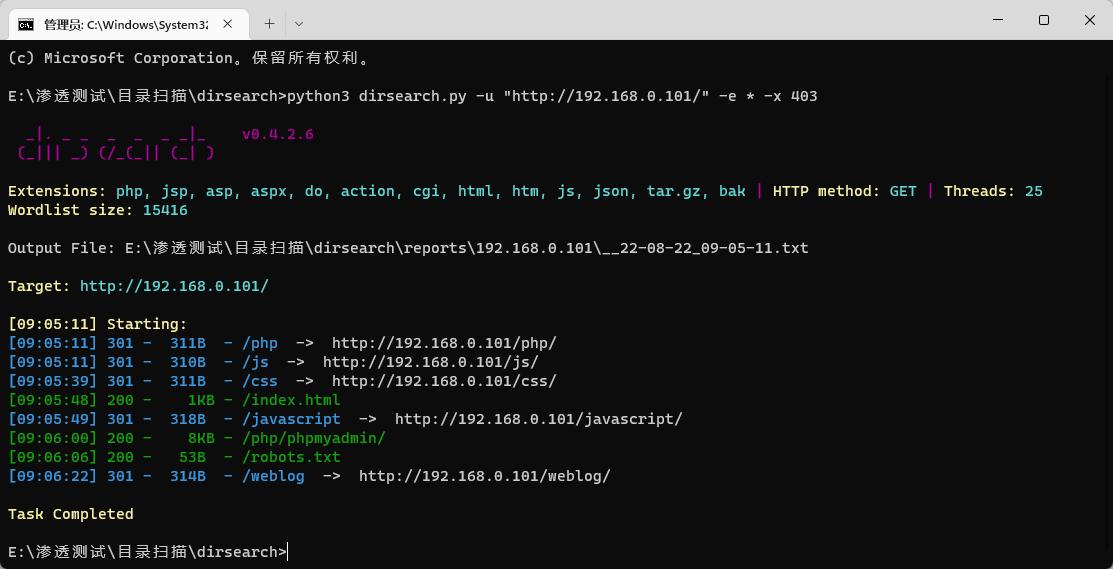 管理员: C:\Windows\System32
(c) Microsoft Corporation。保留所有权利。
E:\渗透测试\目录扫描\dirsearch>python3 dirsearch.py -u "http://192.168.0.101/" -e * -x 403
_|. _ _  _  _  _ _|_    v0.4.2.6
(_||| _) (/_(_|| (_| )
Extensions: php, jsp, asp, aspx, do, action, cgi, html, htm, js, json, tar.gz, bak | HTTP method: GET | Threads: 25
Wordlist size: 15416
Output File: E:\渗透测试\目录扫描\dirsearch\reports\192.168.0.101\__22-08-22_09-05-11.txt
Target: http://192.168.0.101/
[09:05:11] Starting:
[09:05:11] 301 -  311B  - /php  ->  http://192.168.0.101/php/
[09:05:11] 301 -  310B  - /js  ->  http://192.168.0.101/js/
[09:05:39] 301 -  311B  - /css  ->  http://192.168.0.101/css/
[09:05:48] 200 -    1KB - /index.html
[09:05:49] 301 -  318B  - /javascript  ->  http://192.168.0.101/javascript/
[09:06:00] 200 -    8KB - /php/phpmyadmin/
[09:06:06] 200 -   53B  - /robots.txt
[09:06:22] 301 -  314B  - /weblog  ->  http://192.168.0.101/weblog/
Task Completed
E:\渗透测试\目录扫描\dirsearch>